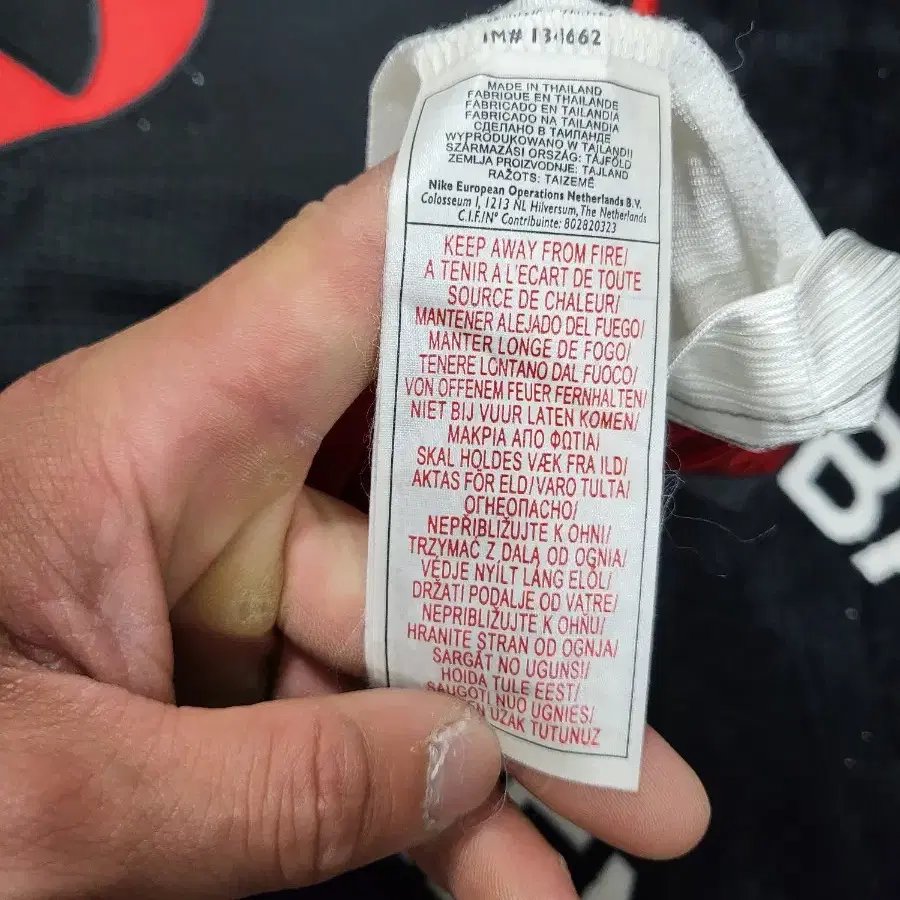 MADE IN THAILAND
FABRIQUE EN THAILANDE
FABRICADO EN TAILANDIA
FABRICADO NA TAILANDIA
СДЕЛАНО В ТАИЛАНДЕ
WYPRODUKOWANO W TAJLANDII
SZÁRMAZÁSI ORSZÁG: TÁJFÖLD
ZEMLJA PROIZVODNJE: TAJLAND
RAŽOTS: TAIZEMĒ
Nike European Operations Netherlands B.V.
Colosseum 1, 1213 NL Hilversum, The Netherlands
C.I.F./N° Contribuinte: 802820323
KEEP AWAY FROM FIRE/
A TENIR A L'ECART DE TOUTE
SOURCE DE CHALEUR/
MANTENER ALEJADO DEL FUEGO/
MANTER LONGE DE FOGO/
TENERE LONTANO DAL FUOCO/
VON OFFENEM FEUER FERNHALTEN/
NIET BIJ VUUR LATEN KOMEN/
ΜΑΚΡΙΑ ΑΠΟ ΦΩΤΙΑ/
SKAL HOLDES VÆK FRA ILD/
AKTAS FÖR ELD/VARO TULTA/
ОГНЕОПАСНО/
NEPŘIBLIŽUJTE K OHNI/
TRZYMAĆ Z DALA OD OGNIA/
VÉDJE NYÍLT LÁNG ELŐL/
DRŽATI PODALJE OD VATRE/
NEPRIBLIŽUJTE K OHŇU/
HRANITE STRAN OD OGNJA/
SARGĀT NO UGUNS/
HOIDA TULE EEST/
SAUGOTI NUO UGNIES/
UZAK TUTUNUZ